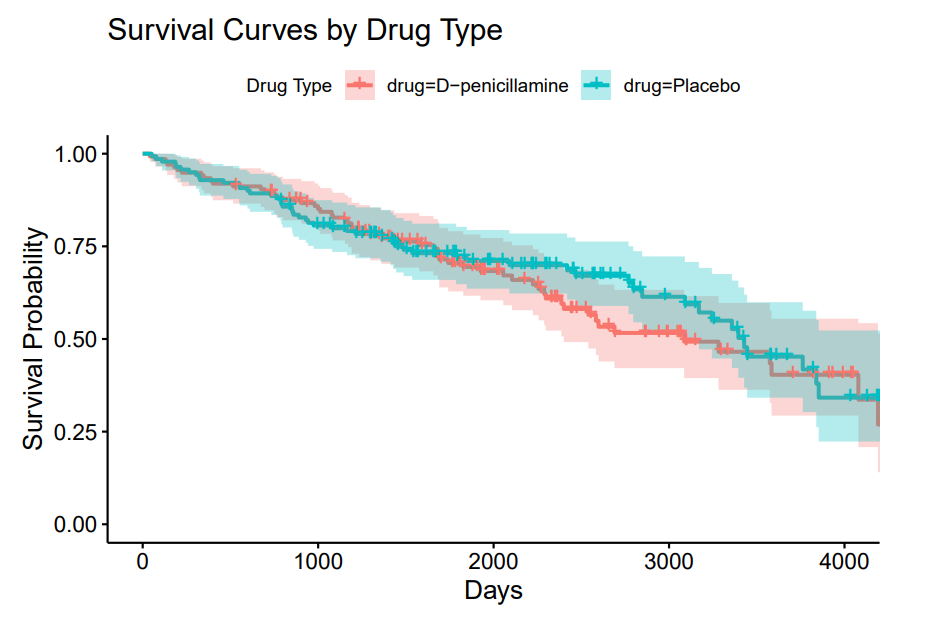 Survival Curves by Drug Type
Drug Type drug=D−penicillamine drug=Placebo
1.00
0.75
0.50
0.25
0.00
Survival Probability
0 1000 2000 3000 4000
Days